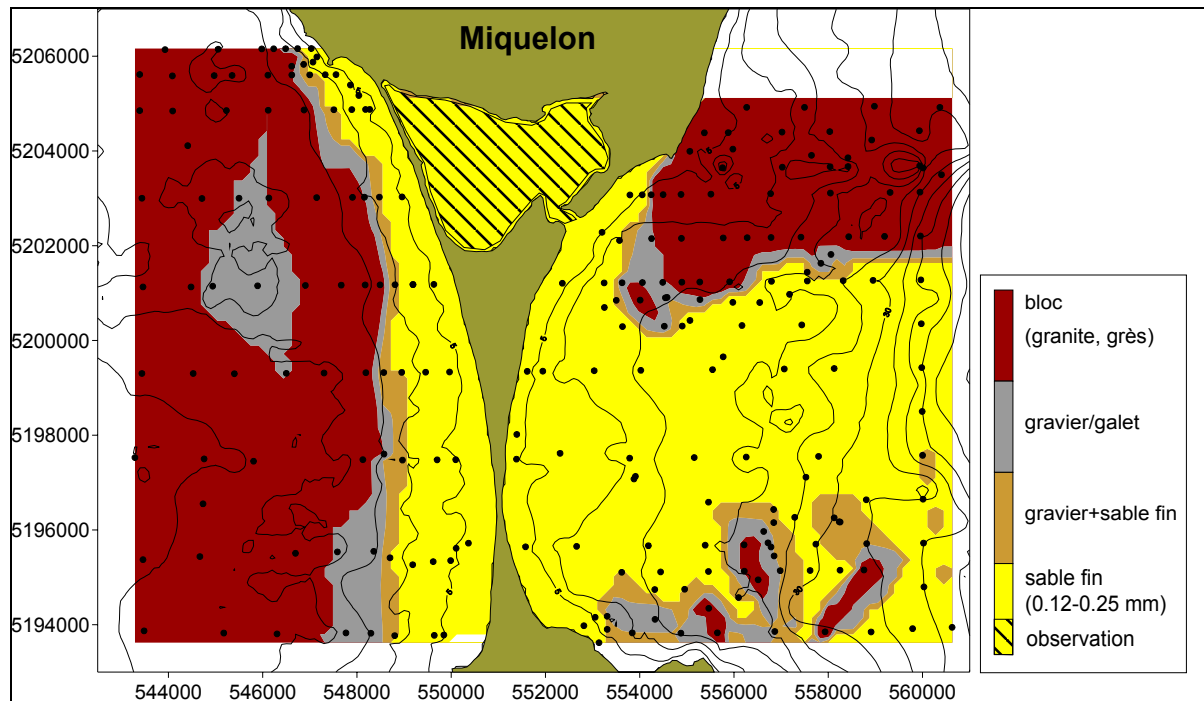 Miquelon
5206000
5204000
5202000
5200000
5198000
5196000
5194000
544000 546000 548000 550000 552000 554000 556000 558000 560000
bloc
(granite, grès)
gravier/galet
gravier+sable fin
sable fin
(0.12-0.25 mm)
observation